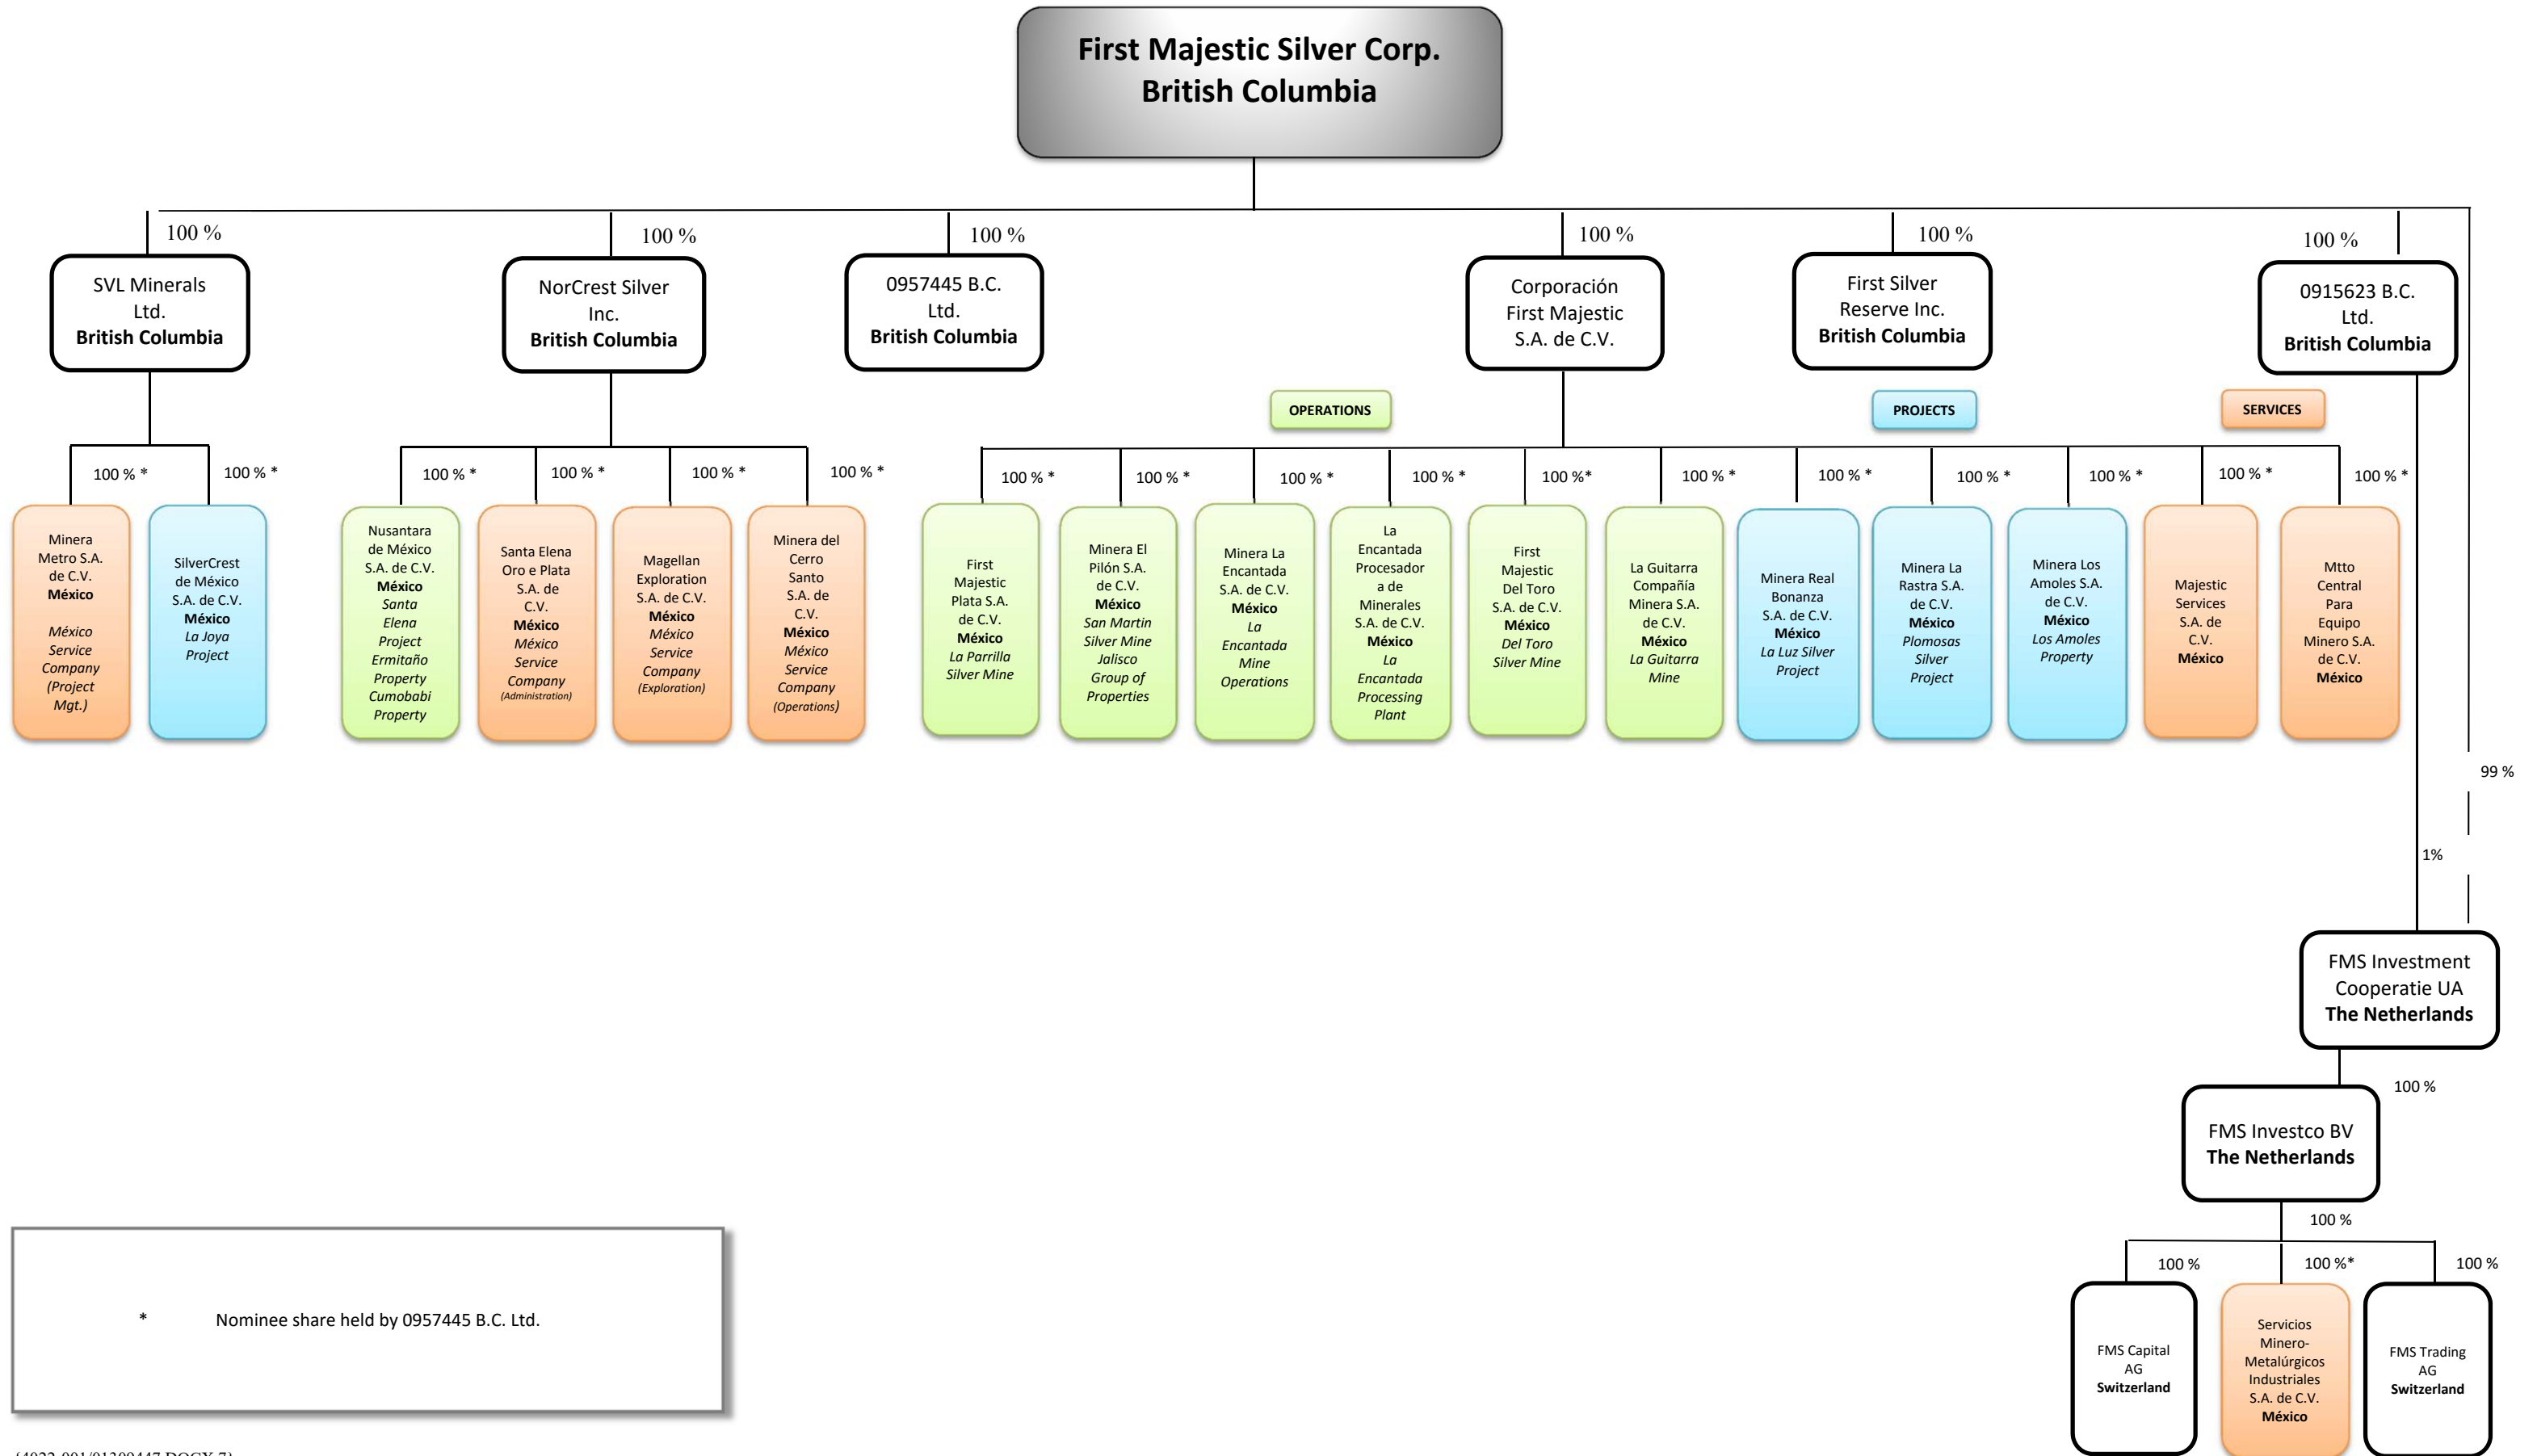 First Majestic Silver Corp.
British Columbia
100 %
100 %
100 %
100 %
100 %
100 %
SVL Minerals
Ltd.
British Columbia
NorCrest Silver
Inc.
British Columbia
0957445 B.C.
Ltd.
British Columbia
Corporación
First Majestic
S.A. de C.V.
First Silver
Reserve Inc.
British Columbia
0915623 B.C.
Ltd.
British Columbia
OPERATIONS
PROJECTS
SERVICES
100 % *
100 % *
100 % *
100 % *
100 % *
100 % *
100 % *
100 % *
100 % *
100 % *
100 %*
100 % *
100 % *
100 % *
100 % *
100 % *
100 % *
Minera
Metro S.A.
de C.V.
México
México
Service
Company
(Project
Mgt.)
SilverCrest
de México
S.A. de C.V.
México
La Joya
Project
Nusantara
de México
S.A. de C.V.
México
Santa
Elena
Project
Ermitaño
Property
Cumobabi
Property
Santa Elena
Oro e Plata
S.A. de
C.V.
México
México
Service
Company
(Administration)
Magellan
Exploration
S.A. de C.V.
México
México
Service
Company
(Exploration)
Minera del
Cerro
Santo
S.A. de
C.V.
México
México
Service
Company
(Operations)
First
Majestic
Plata S.A.
de C.V.
México
La Parrilla
Silver Mine
Minera El
Pilón S.A.
de C.V.
México
San Martin
Silver Mine
Jalisco
Group of
Properties
Minera La
Encantada
S.A. de C.V.
México
La
Encantada
Mine
Operations
La
Encantada
Procesador
a de
Minerales
S.A. de C.V.
México
La
Encantada
Processing
Plant
First
Majestic
Del Toro
S.A. de C.V.
México
Del Toro
Silver Mine
La Guitarra
Compañía
Minera S.A.
de C.V.
México
La Guitarra
Mine
Minera Real
Bonanza
S.A. de C.V.
México
La Luz Silver
Project
Minera La
Rastra S.A.
de C.V.
México
Plomosas
Silver
Project
Minera Los
Amoles S.A.
de C.V.
México
Los Amoles
Property
Majestic
Services
S.A. de
C.V.
México
Mtto
Central
Para
Equipo
Minero S.A.
de C.V.
México
99 %
1%
FMS Investment
Cooperatie UA
The Netherlands
100 %
FMS Investco BV
The Netherlands
100 %
100 %
100 %*
100 %
FMS Capital
AG
Switzerland
Servicios
Minero-
Metalúrgicos
Industriales
S.A. de C.V.
México
FMS Trading
AG
Switzerland
* Nominee share held by 0957445 B.C. Ltd.